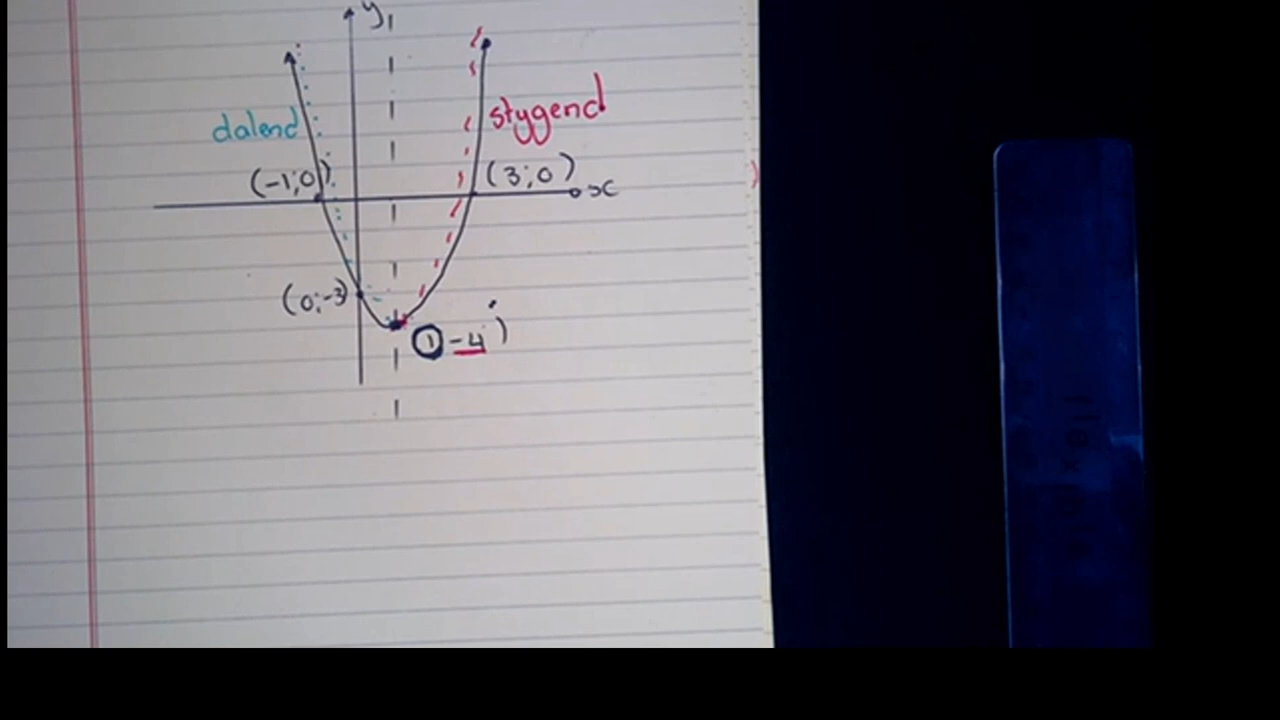 y
dalend
stygend
(-1;0)
(3;0)
x
(0;-3)
1 -4)